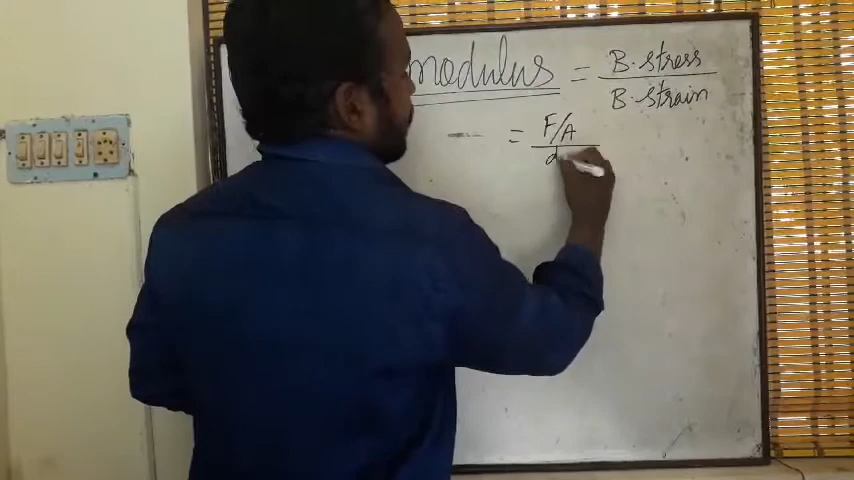 modulus = B. stress / B. strain
= F/A / d